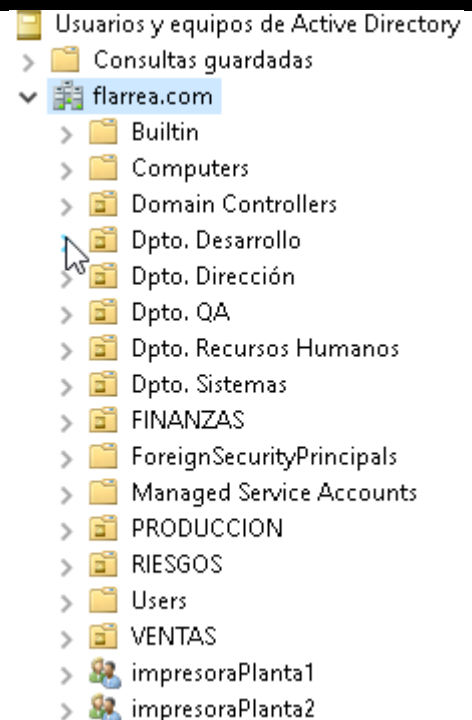 Usuarios y equipos de Active Directory
Consultas guardadas
flarrea.com
Builtin
Computers
Domain Controllers
Dpto. Desarrollo
Dpto. Dirección
Dpto. QA
Dpto. Recursos Humanos
Dpto. Sistemas
FINANZAS
ForeignSecurityPrincipals
Managed Service Accounts
PRODUCCION
RIESGOS
Users
VENTAS
impresoraPlanta1
impresoraPlanta2